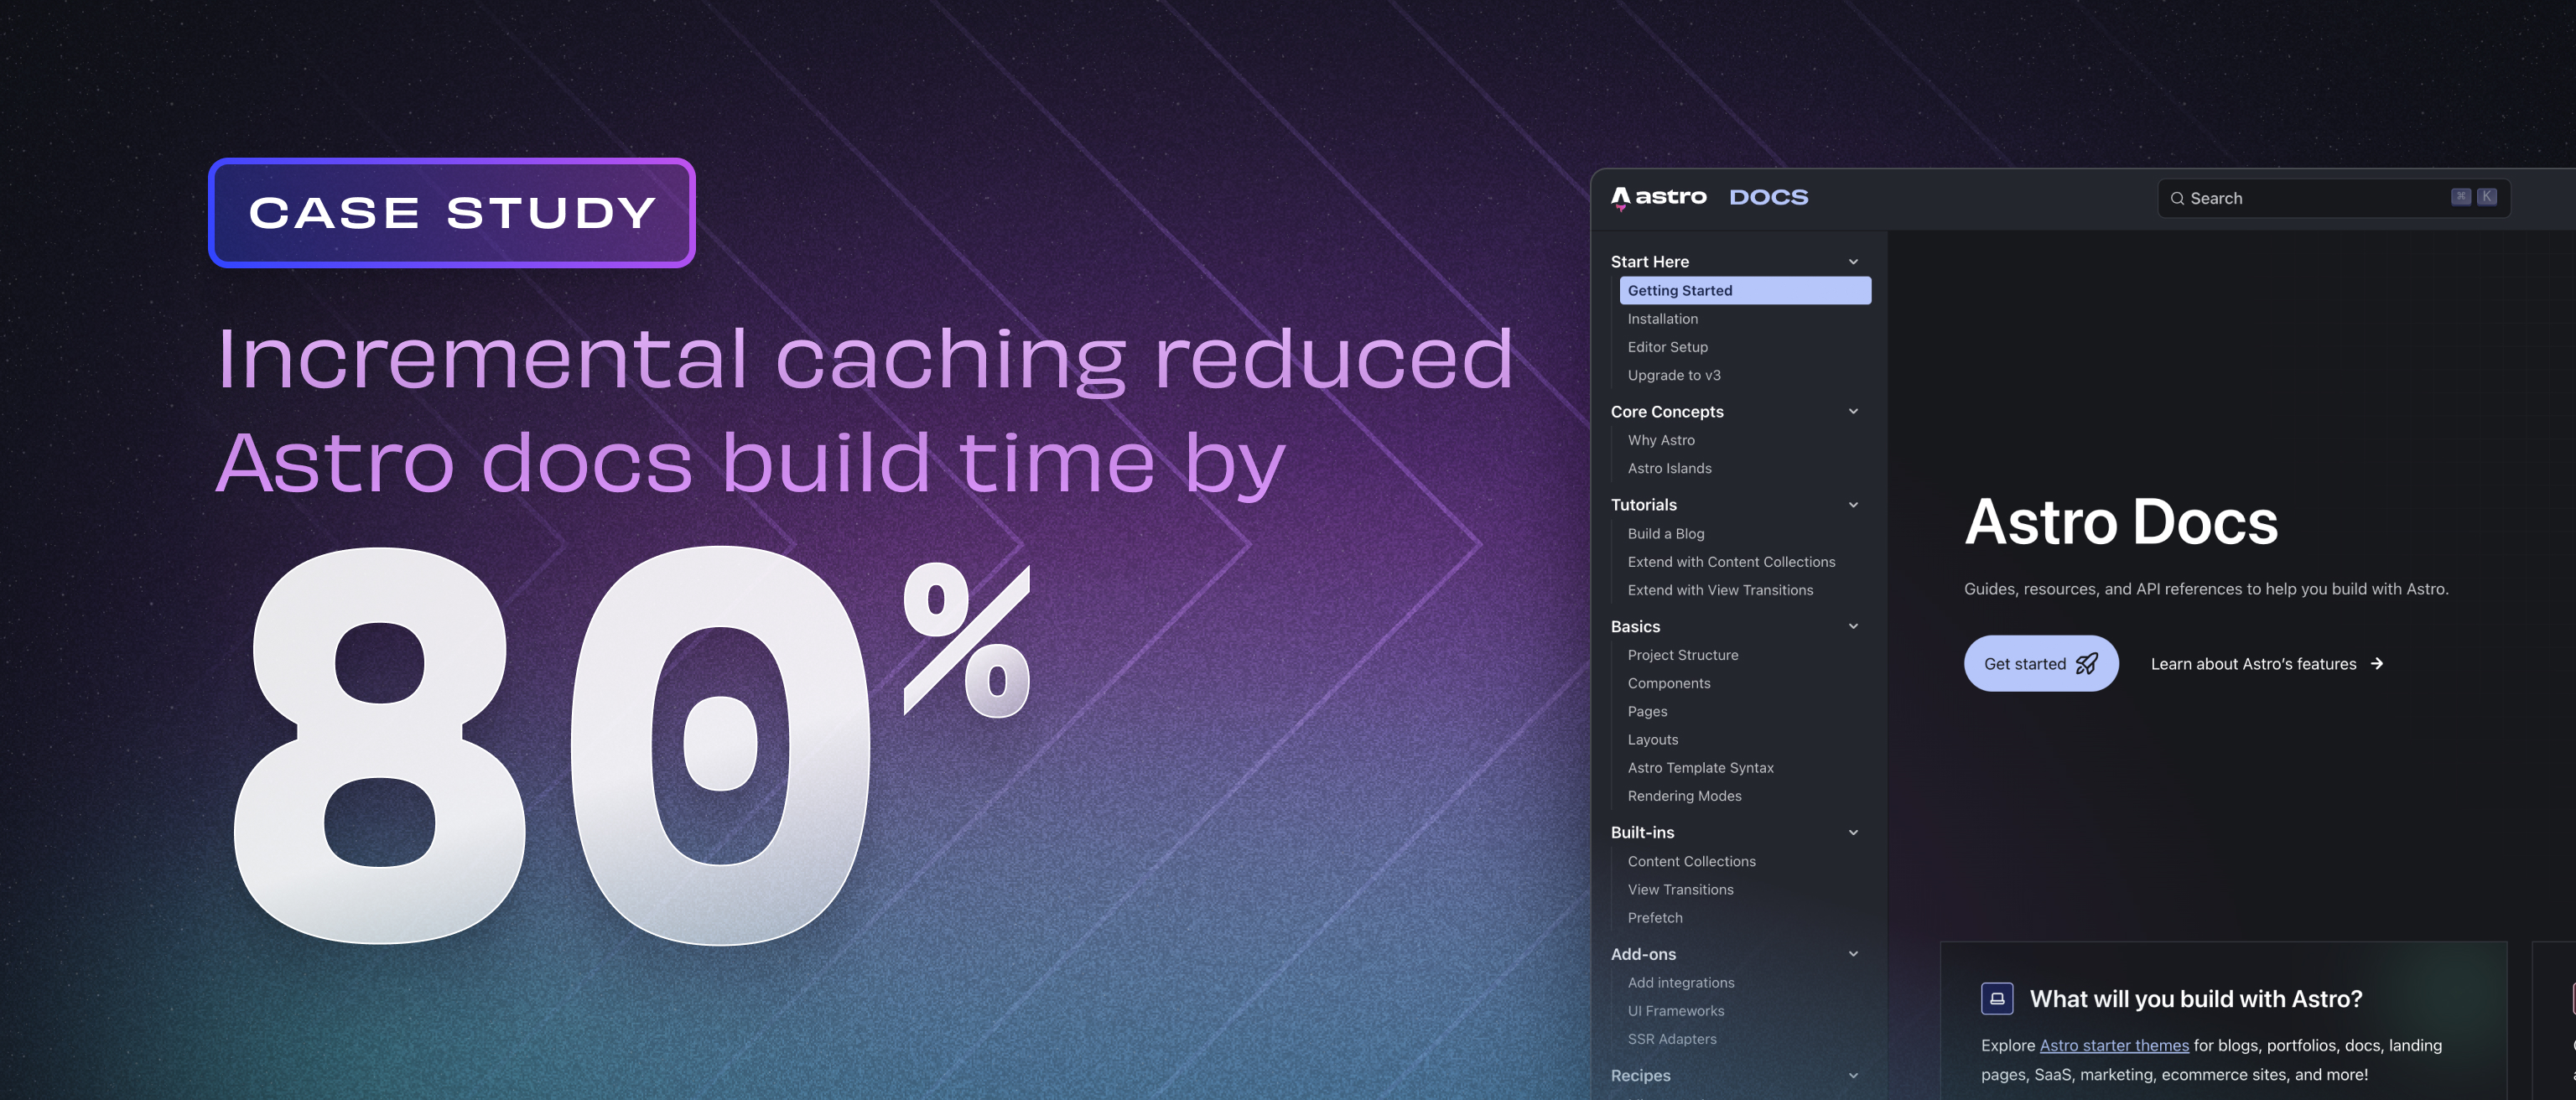 CASE STUDY
Incremental caching reduced
Astro docs build time by
80%
astro DOCS
Search
⌘ K
Start Here
Getting Started
Installation
Editor Setup
Upgrade to v3
Core Concepts
Why Astro
Astro Islands
Tutorials
Build a Blog
Extend with Content Collections
Extend with View Transitions
Basics
Project Structure
Components
Pages
Layouts
Astro Template Syntax
Rendering Modes
Built-ins
Content Collections
View Transitions
Prefetch
Add-ons
Add integrations
UI Frameworks
SSR Adapters
Recipes
Astro Docs
Guides, resources, and API references to help you build with Astro.
Get started
Learn about Astro’s features →
What will you build with Astro?
Explore Astro starter themes for blogs, portfolios, docs, landing
pages, SaaS, marketing, ecommerce sites, and more!